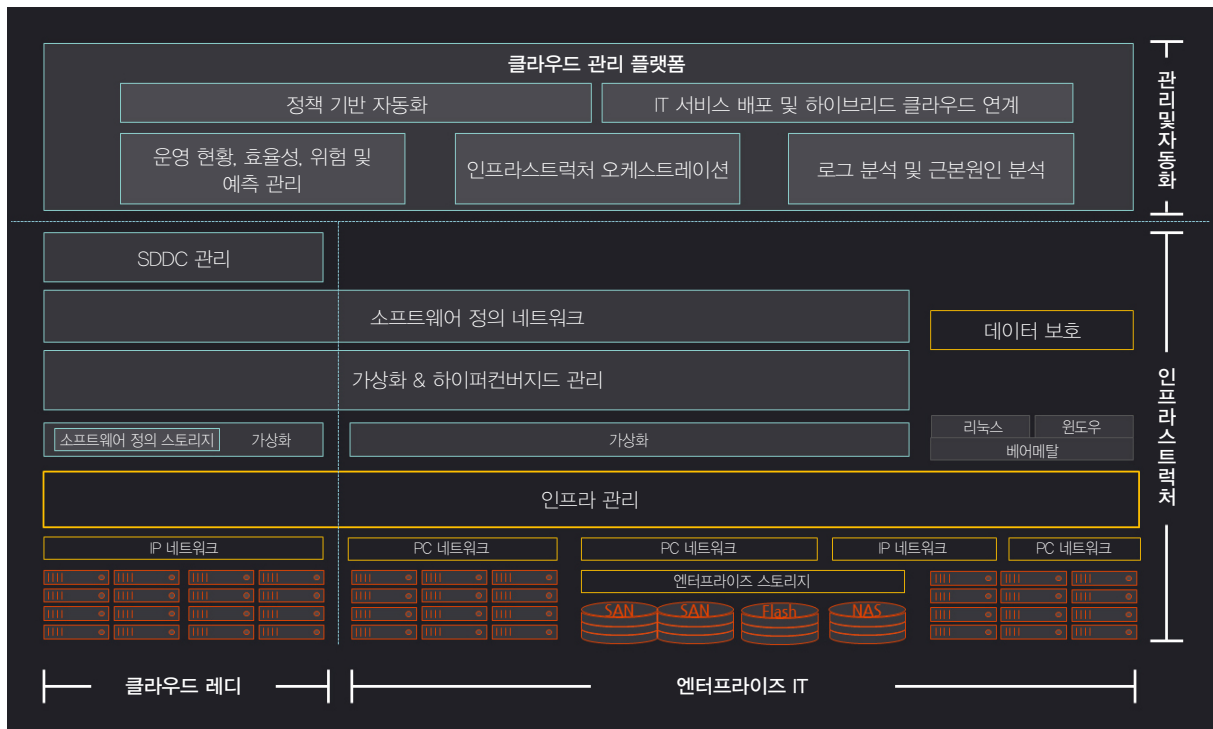 클라우드 관리 플랫폼
정책 기반 자동화
IT 서비스 배포 및 하이브리드 클라우드 연계
운영 현황, 효율성, 위험 및
예측 관리
인프라스트럭처 오케스트레이션
로그 분석 및 근본원인 분석
관리및자동화
SDDC 관리
소프트웨어 정의 네트워크
데이터 보호
가상화 & 하이퍼컨버지드 관리
소프트웨어 정의 스토리지
가상화
가상화
리눅스
윈도우
베어메탈
인프라스트럭처
인프라 관리
IP 네트워크
PC 네트워크
PC 네트워크
IP 네트워크
PC 네트워크
엔터프라이즈 스토리지
SAN
SAN
Flash
NAS
클라우드 레디
엔터프라이즈 IT